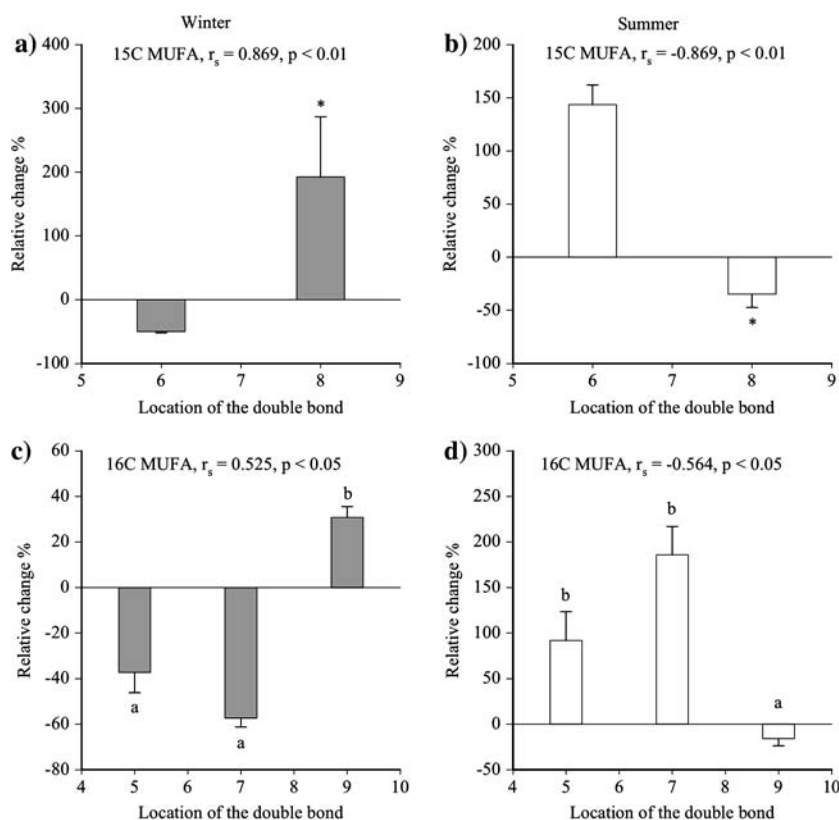 Winter
Summer
a)
15C MUFA, rs = 0.869, p < 0.01
Relative change %
400
300
200
100
0
-100
*
5 6 7 8 9
Location of the double bond
b)
15C MUFA, rs = -0.869, p < 0.01
Relative change %
200
150
100
50
0
-50
-100
*
5 6 7 8 9
Location of the double bond
c)
16C MUFA, rs = 0.525, p < 0.05
Relative change %
60
40
20
0
-20
-40
-60
-80
b
a
a
4 5 6 7 8 9 10
Location of the double bond
d)
16C MUFA, rs = -0.564, p < 0.05
Relative change %
300
250
200
150
100
50
0
-50
b
b
a
4 5 6 7 8 9 10
Location of the double bond